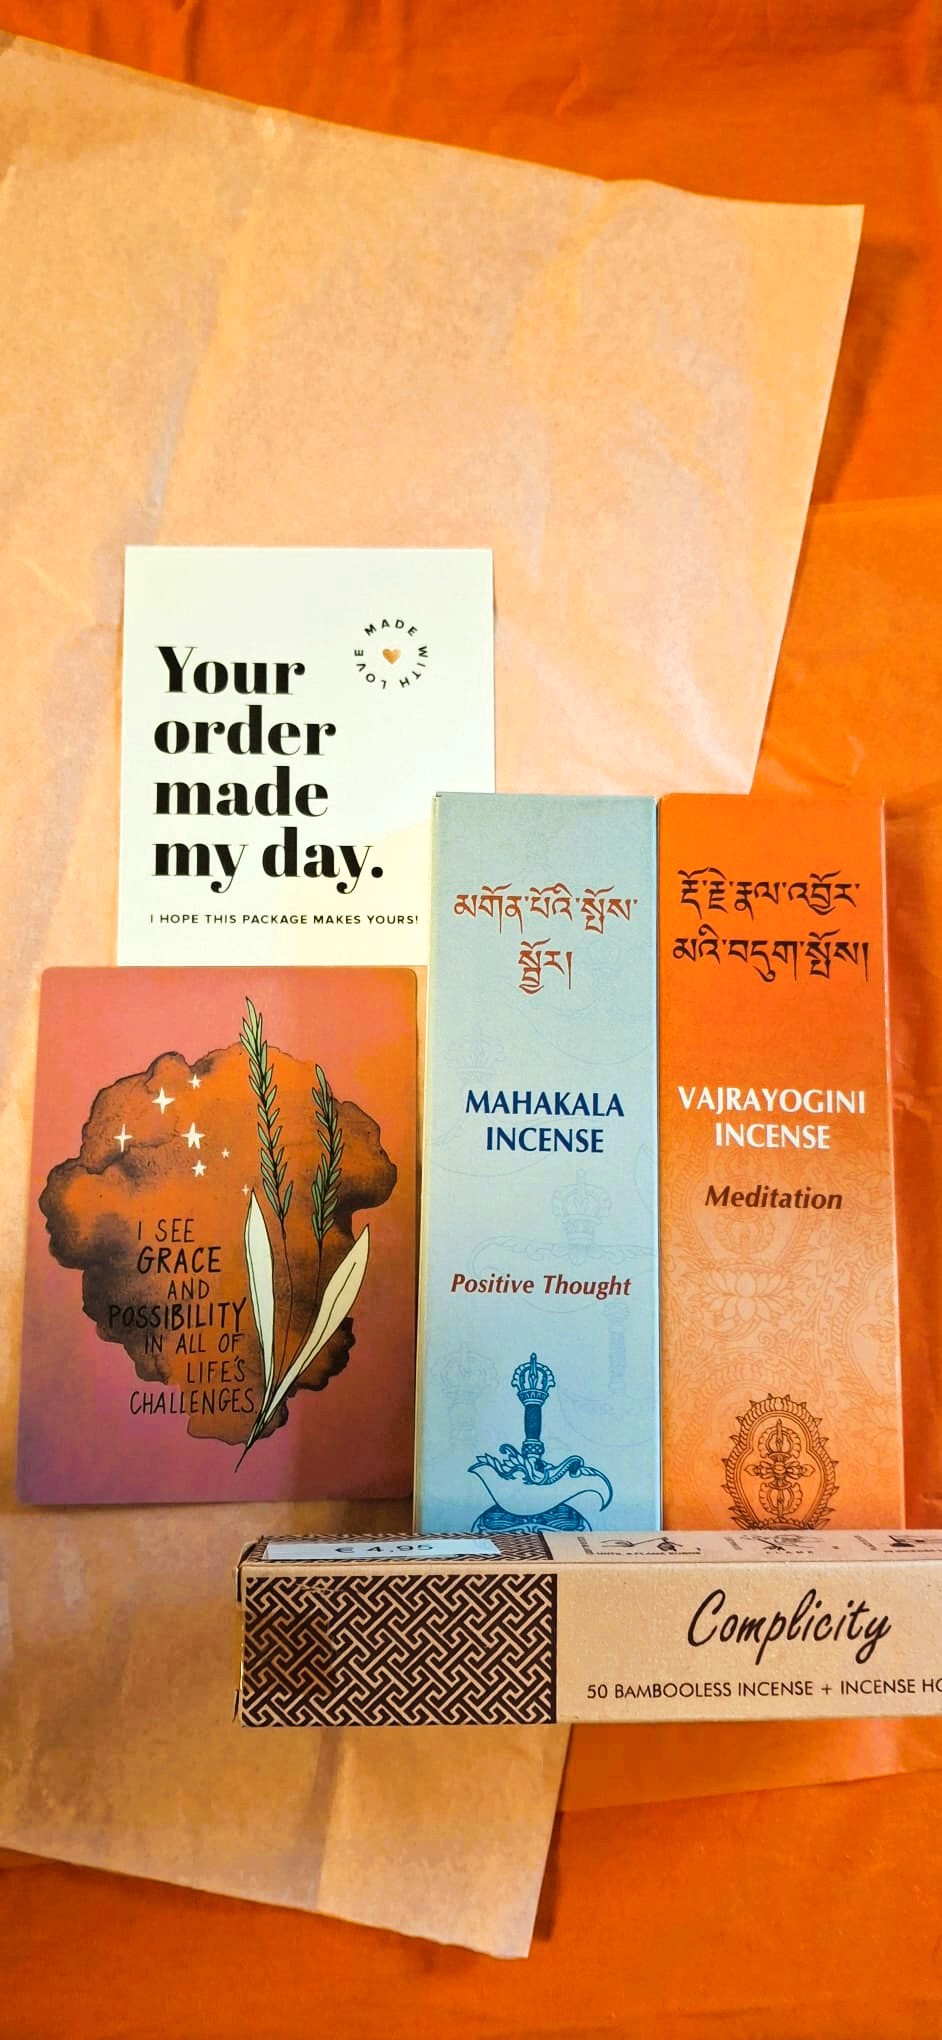 MADE WITH LOVE
Your
order
made
my day.
I HOPE THIS PACKAGE MAKES YOURS!
I SEE
GRACE
AND
POSSIBILITY
IN ALL OF
LIFE'S
CHALLENGES.
མགོན་པོའི་སྤོས་
སྦྱོར།
MAHAKALA
INCENSE
Positive Thought
རྡོ་རྗེ་རྣལ་འབྱོར་
མའི་བདུག་སྤོས།
VAJRAYOGINI
INCENSE
Meditation
€ 4,95
Complicity
50 BAMBOOLESS INCENSE + INCENSE HO